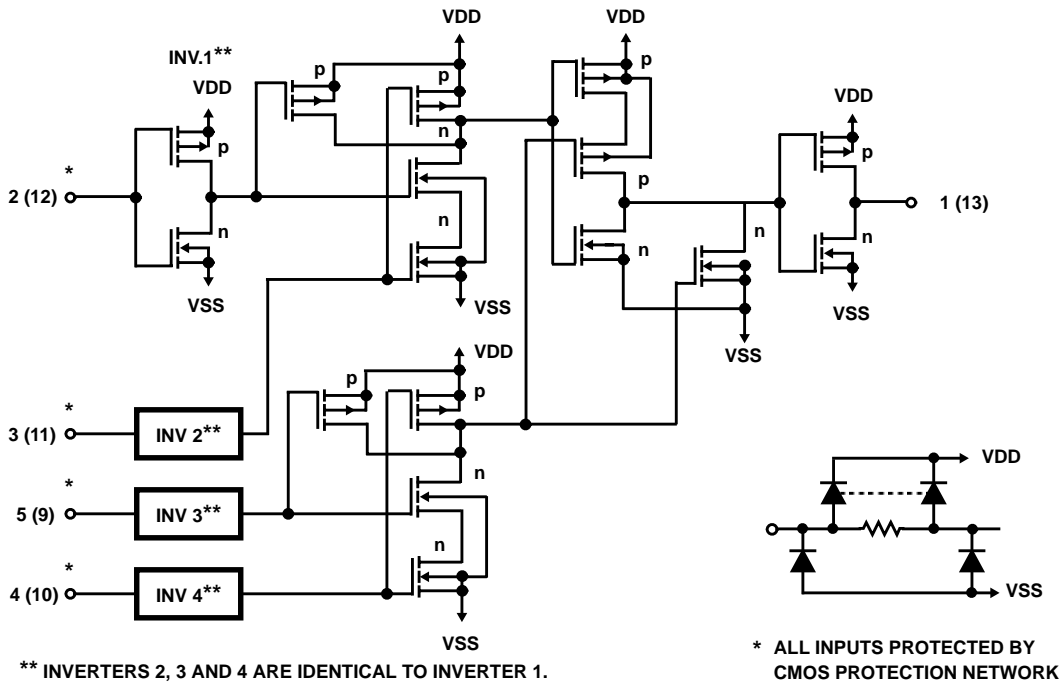 VDD
VDD
INV.1**
p
p
p
VDD
VDD
n
*
p
p
p
2 (12)
1 (13)
n
n
n
n
n
VSS
VSS
VSS
VSS
VDD
p
*
p
3 (11)
INV 2**
VDD
*
n
5 (9)
INV 3**
*
n
4 (10)
INV 4**
VSS
VSS
* ALL INPUTS PROTECTED BY
CMOS PROTECTION NETWORK
** INVERTERS 2, 3 AND 4 ARE IDENTICAL TO INVERTER 1.